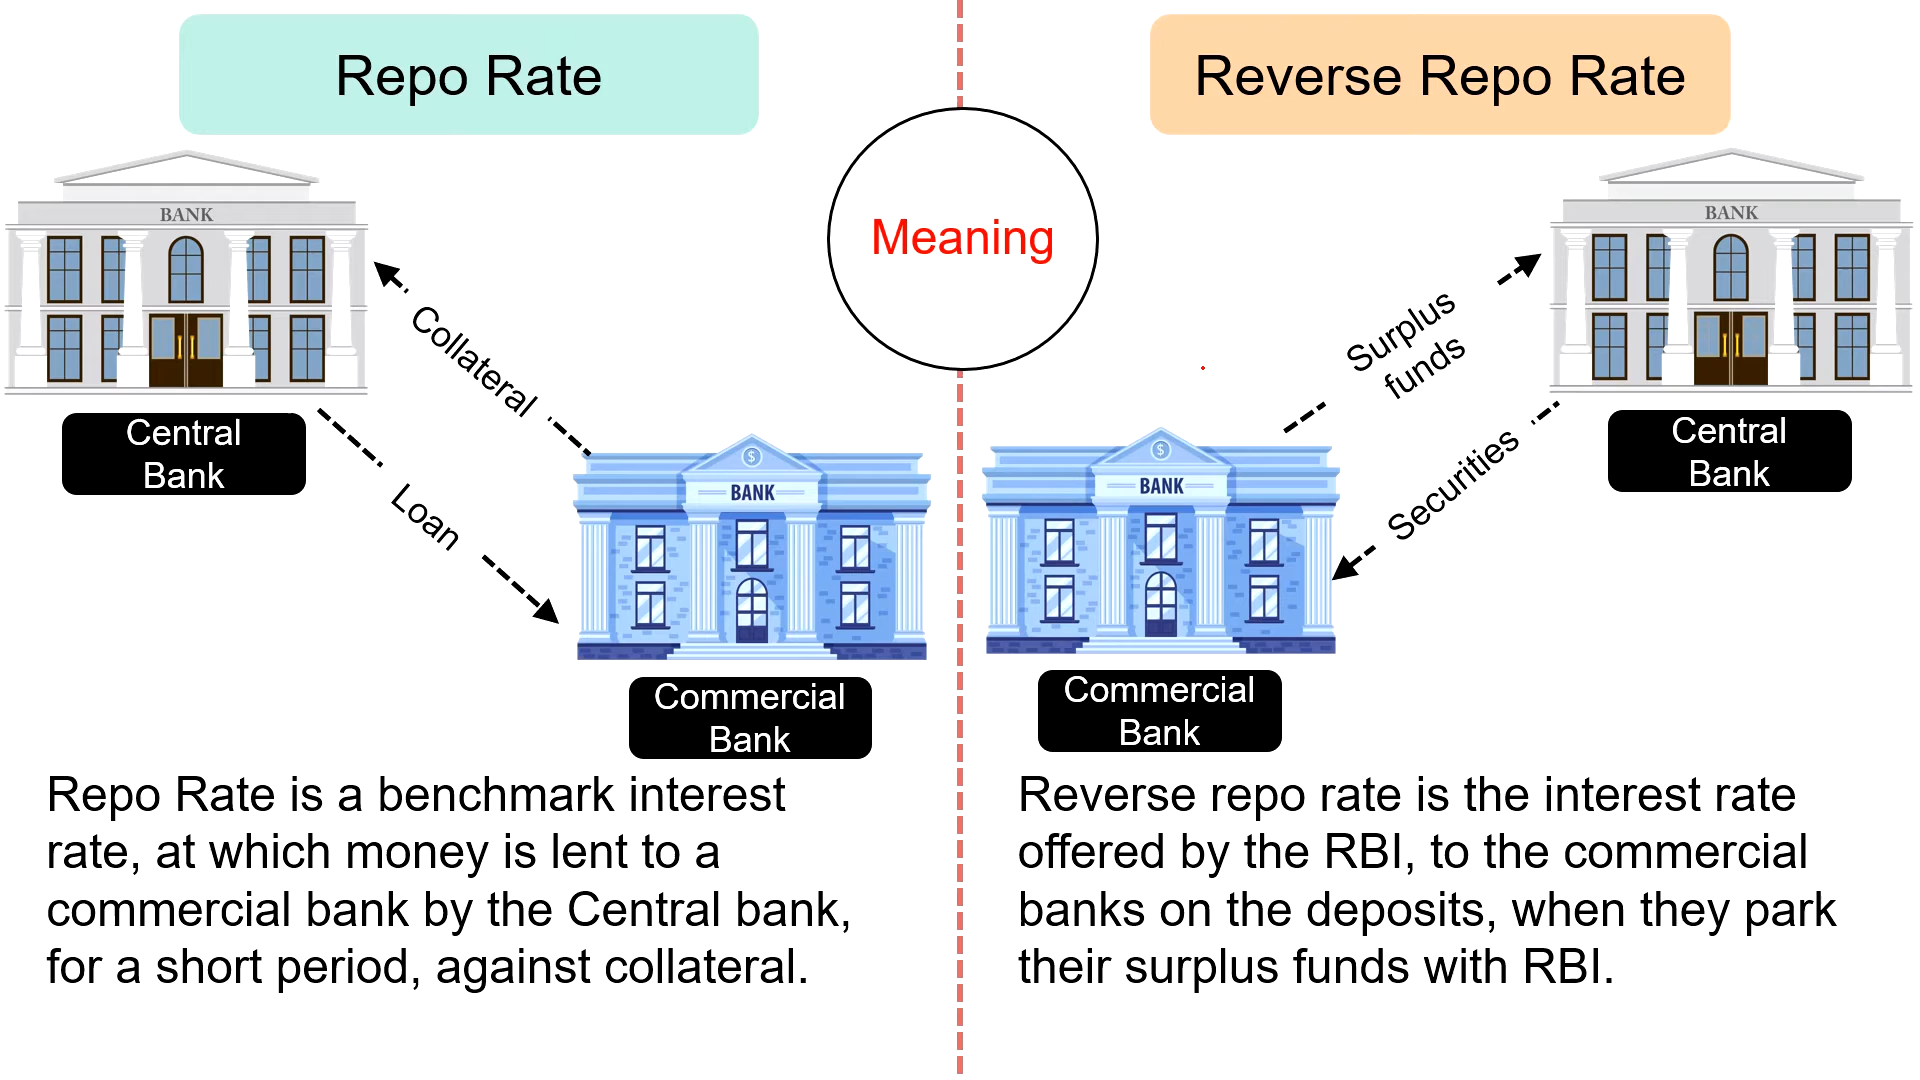 Repo Rate
BANK
Collateral
Central
Bank
Loan
BANK
Commercial
Bank
Repo Rate is a benchmark interest
rate, at which money is lent to a
commercial bank by the Central bank,
for a short period, against collateral.
Meaning
Reverse Repo Rate
BANK
Surplus
funds
Central
Bank
Securities
BANK
Commercial
Bank
Reverse repo rate is the interest rate
offered by the RBI, to the commercial
banks on the deposits, when they park
their surplus funds with RBI.